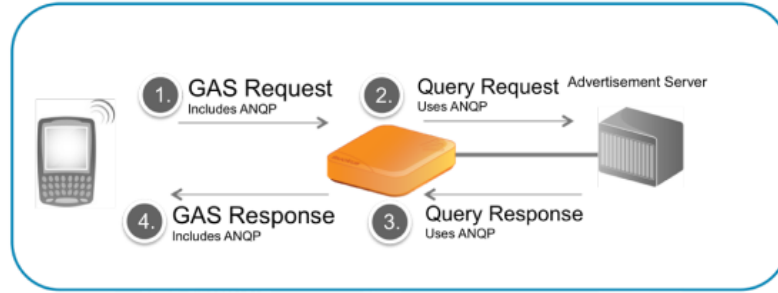 1. GAS Request
Includes ANQP
2. Query Request
Uses ANQP
Advertisement Server
4. GAS Response
Includes ANQP
3. Query Response
Uses ANQP